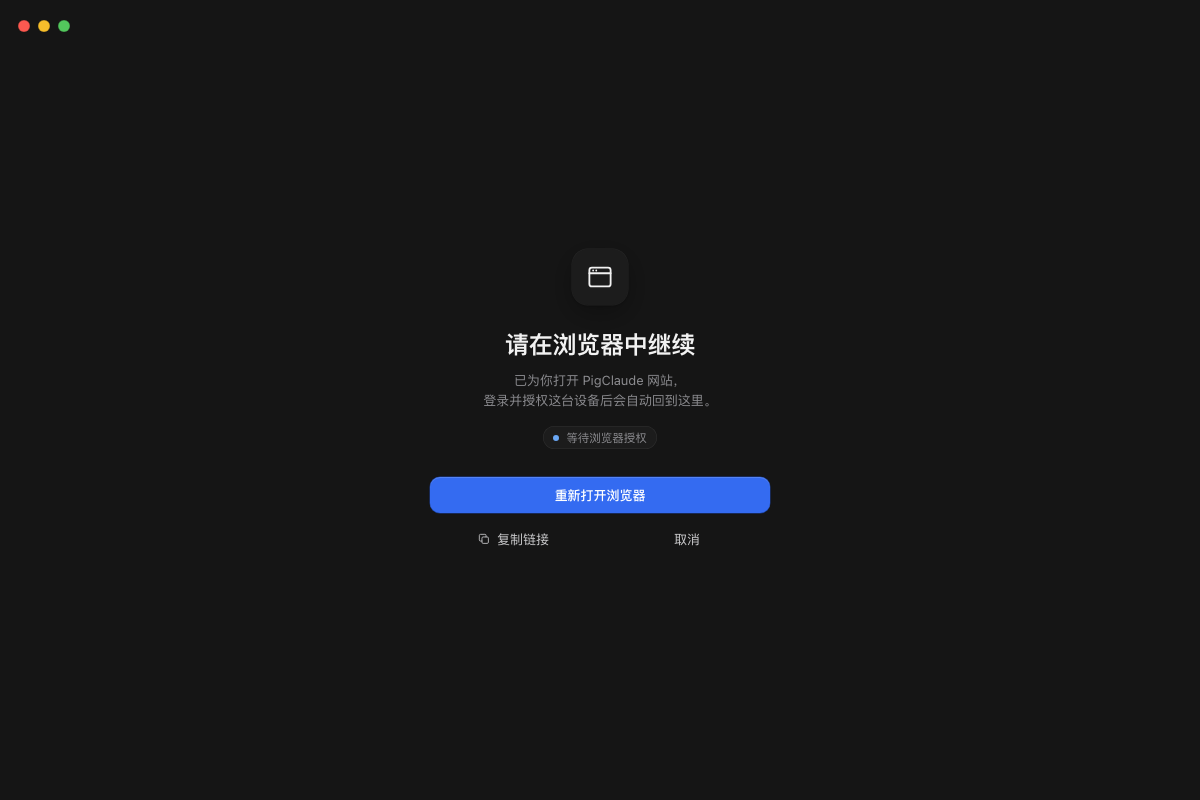 请在浏览器中继续
已为你打开 PigClaude 网站，
登录并授权这台设备后会自动回到这里。
等待浏览器授权
重新打开浏览器
复制链接
取消